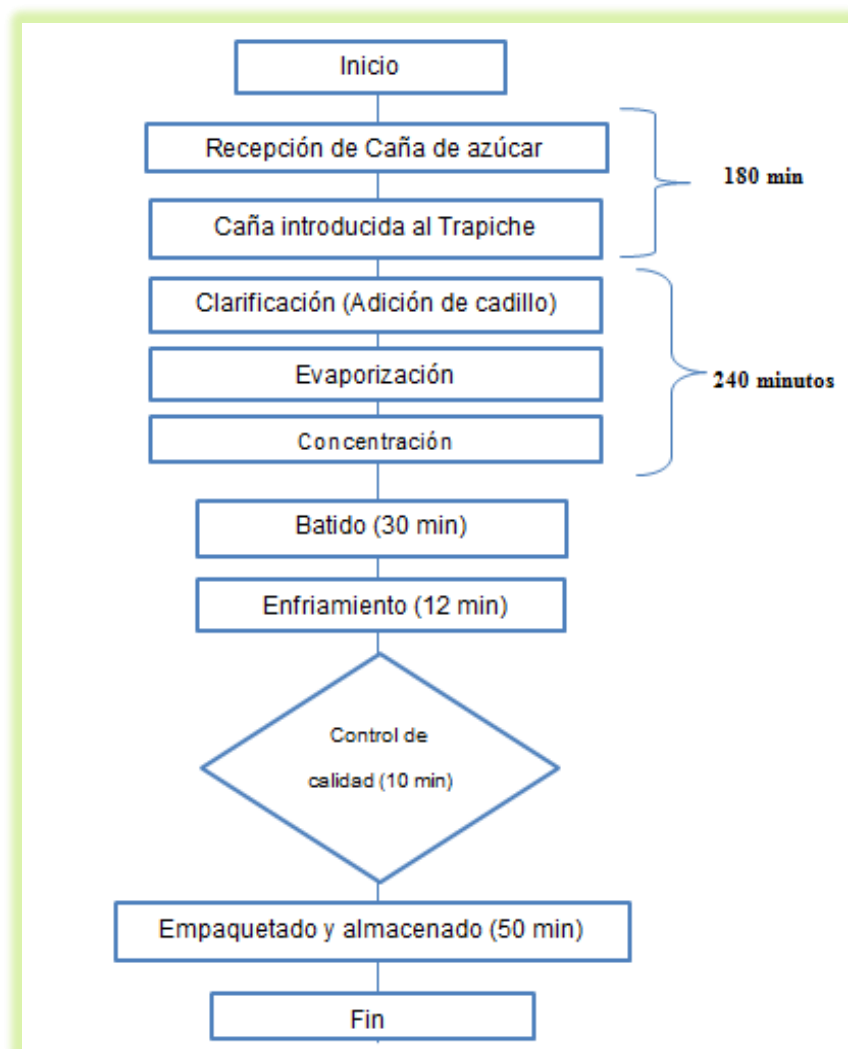 Inicio
Recepción de Caña de azúcar
180 min
Caña introducida al Trapiche
Clarificación (Adición de cadillo)
Evaporización
240 minutos
Concentración
Batido (30 min)
Enfriamiento (12 min)
Control de
calidad (10 min)
Empaquetado y almacenado (50 min)
Fin